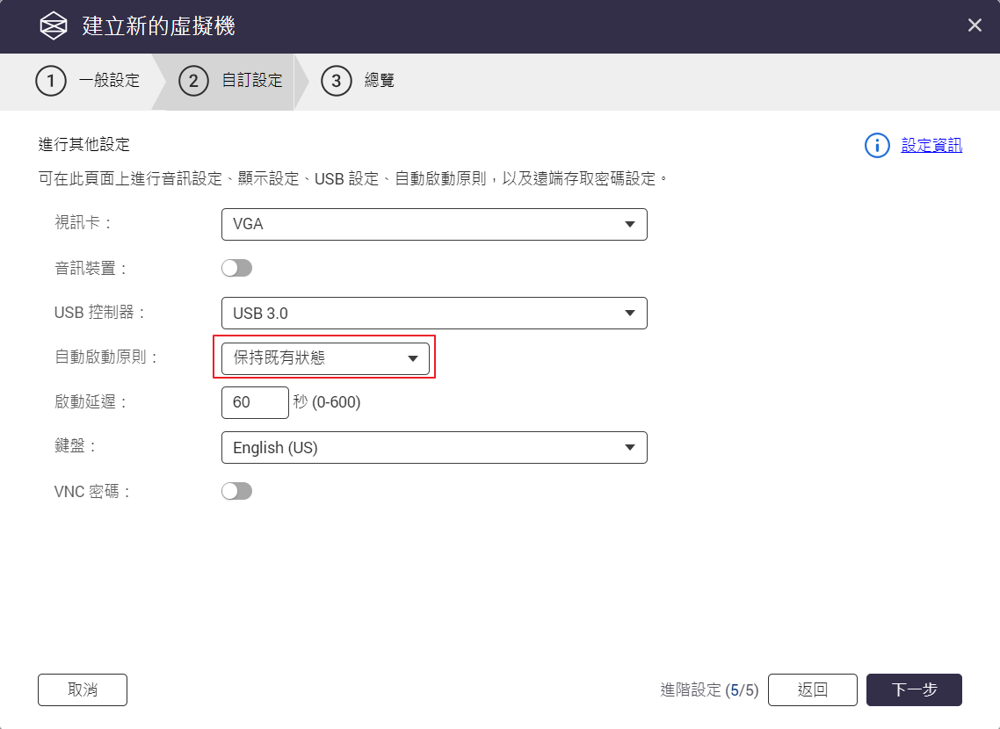 建立新的虛擬機
1 一般設定 2 自訂設定 3 總覽
進行其他設定
設定資訊
可在此頁面上進行音訊設定、顯示設定、USB 設定、自動啟動原則，以及遠端存取密碼設定。
視訊卡： VGA
音訊裝置：
USB 控制器： USB 3.0
自動啟動原則： 保持既有狀態
啟動延遲： 60 秒 (0-600)
鍵盤： English (US)
VNC 密碼：
取消 進階設定 (5/5) 返回 下一步